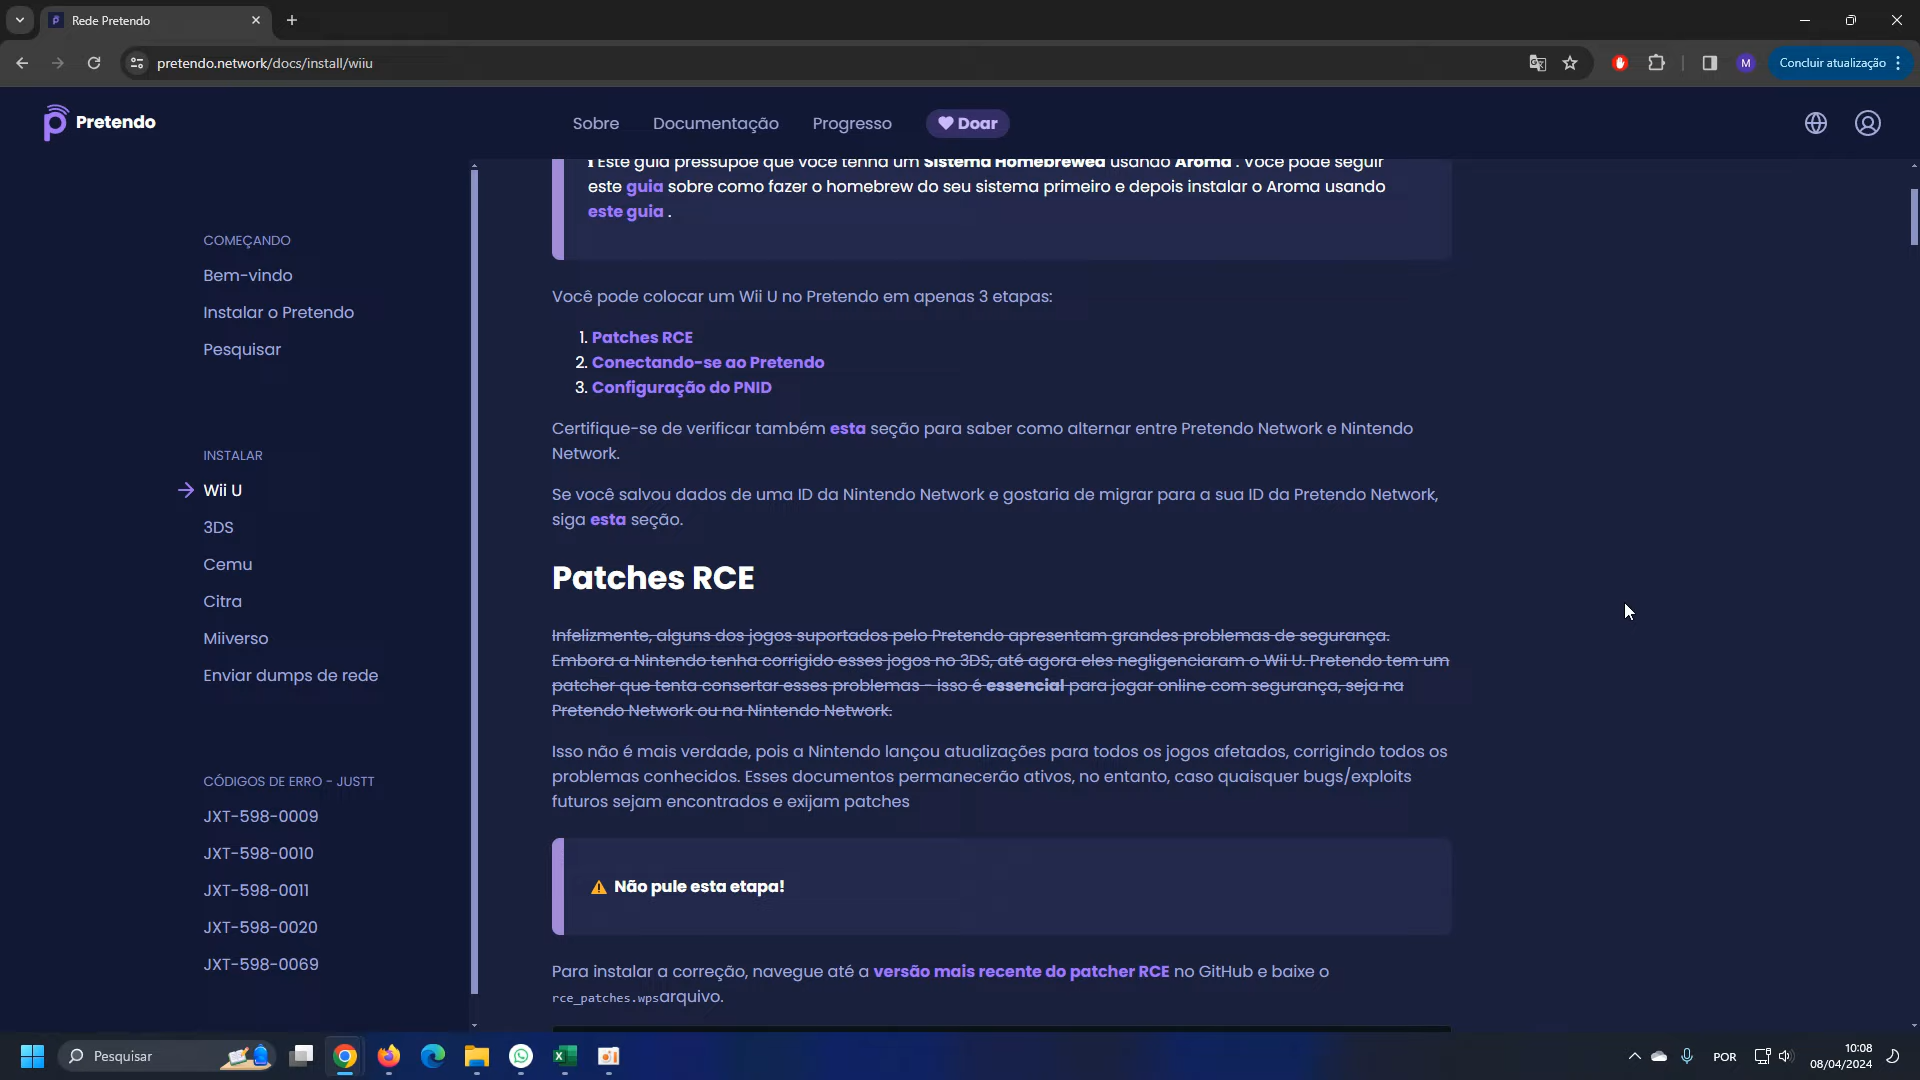 Rede Pretendo
pretendo.network/docs/install/wiiu
M
Concluir atualização
Pretendo
Sobre
Documentação
Progresso
Doar
Este guia pressupõe que você tenha um Sistema Homebrewed usando Aroma . Você pode seguir
este guia sobre como fazer o homebrew do seu sistema primeiro e depois instalar o Aroma usando
este guia .
COMEÇANDO
Bem-vindo
Instalar o Pretendo
Pesquisar
INSTALAR
Wii U
3DS
Cemu
Citra
Miiverso
Enviar dumps de rede
CÓDIGOS DE ERRO - JUSTT
JXT-598-0009
JXT-598-0010
JXT-598-0011
JXT-598-0020
JXT-598-0069
Você pode colocar um Wii U no Pretendo em apenas 3 etapas:
1. Patches RCE
2. Conectando-se ao Pretendo
3. Configuração do PNID
Certifique-se de verificar também esta seção para saber como alternar entre Pretendo Network e Nintendo
Network.
Se você salvou dados de uma ID da Nintendo Network e gostaria de migrar para a sua ID da Pretendo Network,
siga esta seção.
Patches RCE
Infelizmente, alguns dos jogos suportados pelo Pretendo apresentam grandes problemas de segurança.
Embora a Nintendo tenha corrigido esses jogos no 3DS, até agora eles negligenciaram o Wii U. Pretendo tem um
patcher que tenta consertar esses problemas - isso é essencial para jogar online com segurança, seja na
Pretendo Network ou na Nintendo Network.
Isso não é mais verdade, pois a Nintendo lançou atualizações para todos os jogos afetados, corrigindo todos os
problemas conhecidos. Esses documentos permanecerão ativos, no entanto, caso quaisquer bugs/exploits
futuros sejam encontrados e exijam patches
Não pule esta etapa!
Para instalar a correção, navegue até a versão mais recente do patcher RCE no GitHub e baixe o
rce_patches.wpsarquivo.
Pesquisar
POR
10:08
08/04/2024